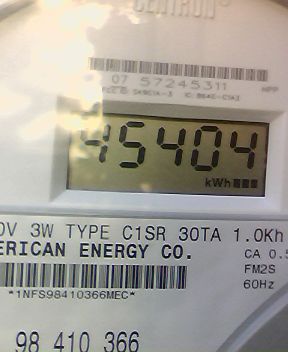 CENTRON®
07 57245311
HPP
45404
kWh
0V 3W TYPE C1SR 30TA 1.0Kh
ERICAN ENERGY CO. CA 0.5
FM2S
*1NFS98410366MEC* 60Hz
98 410 366